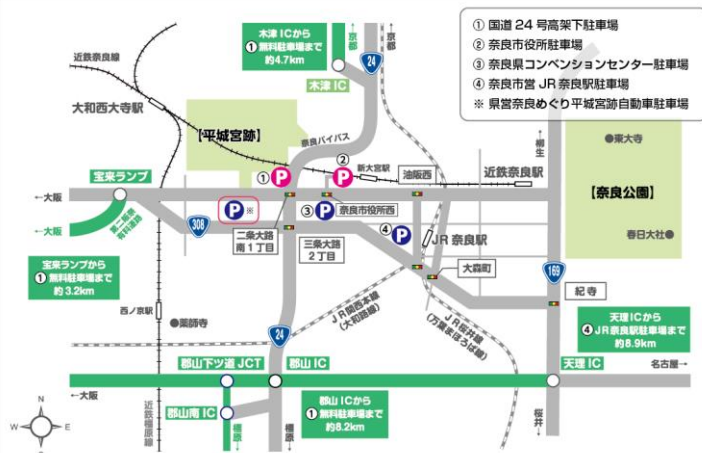 ① 国道24号高架下駐車場
② 奈良市役所駐車場
③ 奈良県コンベンションセンター駐車場
④ 奈良市営JR奈良駅駐車場
※ 県営奈良めぐり平城宮跡自動車駐車場
木津ICから
①無料駐車場まで
約4.7km
←京都
←京都
24
木津IC
近鉄奈良線
大和西大寺駅
【平城宮跡】
奈良バイパス
①P
②
P
新大宮駅
油阪西
近鉄奈良駅
→柳生
●東大寺
【奈良公園】
春日大社●
宝来ランプ
←大阪
←大阪
第二阪奈
有料道路
P※
308
二条大路
南1丁目
③P
奈良市役所西
三条大路
2丁目
④P
JR奈良駅
大森町
169
紀寺
宝来ランプから
①無料駐車場まで
約3.2km
西ノ京駅
●薬師寺
JR関西本線
(大和路線)
JR桜井線
(万葉まほろば線)
天理ICから
④JR奈良駅駐車場まで
約8.9km
24
郡山下ツ道JCT
郡山IC
天理IC
名古屋→
←大阪
郡山南IC
郡山ICから
①無料駐車場まで
約8.2km
近鉄橿原線
橿原→
橿原→
桜井→
N
W
E
S